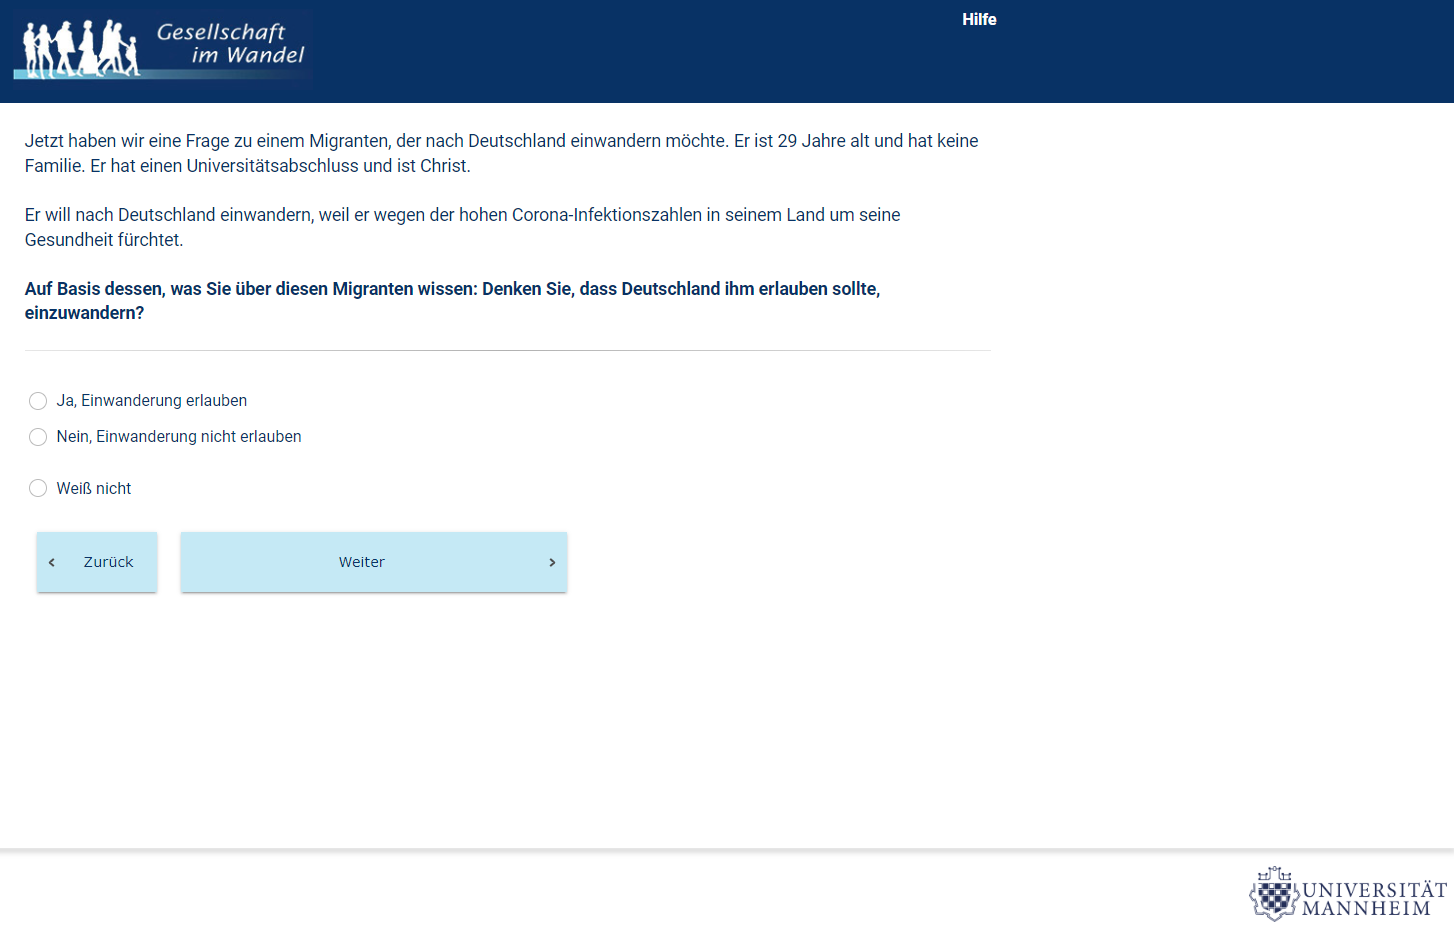 Gesellschaft
im Wandel
Hilfe
Jetzt haben wir eine Frage zu einem Migranten, der nach Deutschland einwandern möchte. Er ist 29 Jahre alt und hat keine
Familie. Er hat einen Universitätsabschluss und ist Christ.
Er will nach Deutschland einwandern, weil er wegen der hohen Corona-Infektionszahlen in seinem Land um seine
Gesundheit fürchtet.
Auf Basis dessen, was Sie über diesen Migranten wissen: Denken Sie, dass Deutschland ihm erlauben sollte,
einzuwandern?
Ja, Einwanderung erlauben
Nein, Einwanderung nicht erlauben
Weiß nicht
Zurück
Weiter
UNIVERSITÄT
MANNHEIM